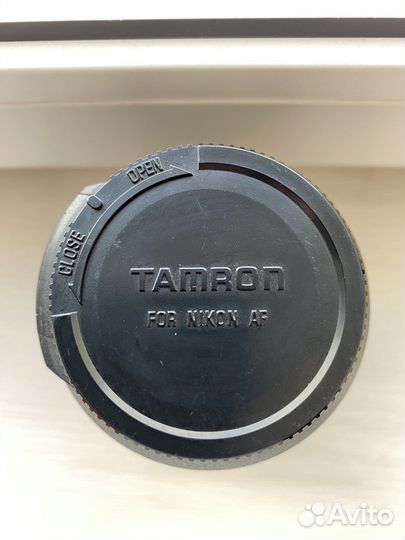 OPEN
CLOSE
TAMRON
FOR NIKON AF
Avito